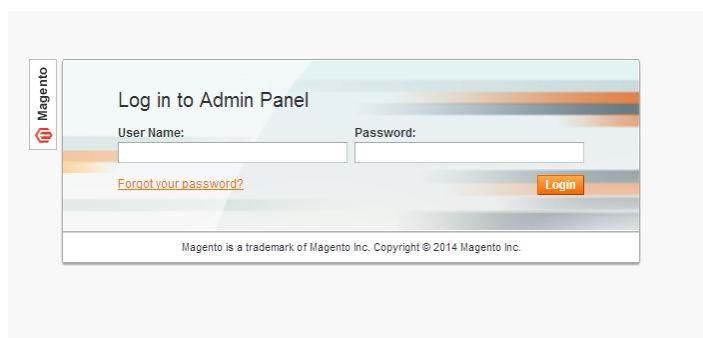 Magento
Log in to Admin Panel
User Name:
Password:
Forgot your password?
Login
Magento is a trademark of Magento Inc. Copyright © 2014 Magento Inc.